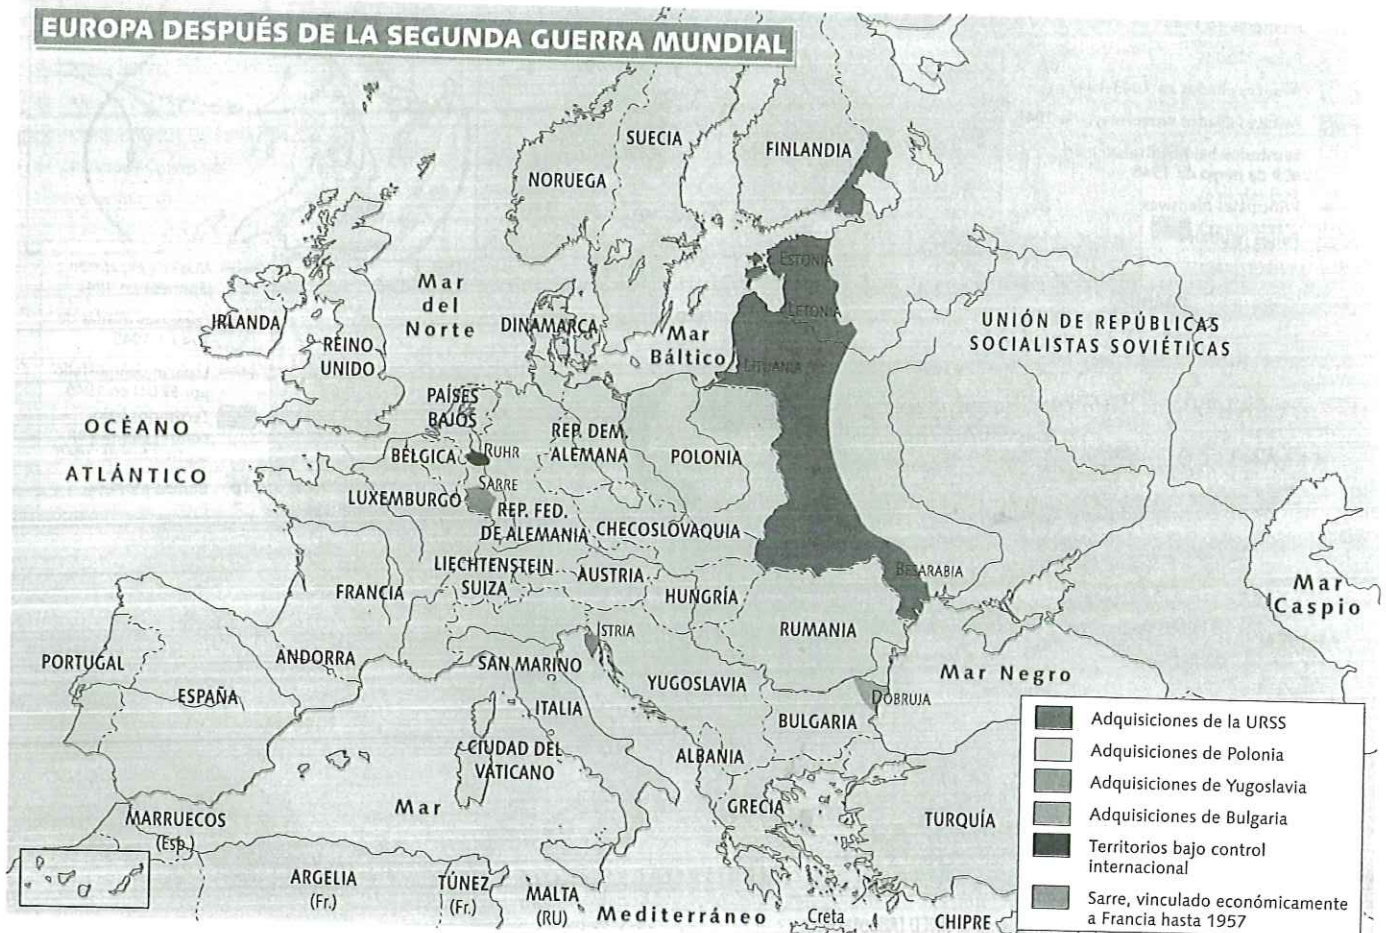 EUROPA DESPUÉS DE LA SEGUNDA GUERRA MUNDIAL
SUECIA
FINLANDIA
NORUEGA
ESTONIA
Mar
del
Norte
LETONIA
IRLANDA
DINAMARCA
Mar
Báltico
UNIÓN DE REPÚBLICAS
SOCIALISTAS SOVIÉTICAS
REINO
UNIDO
LITUANIA
PAÍSES
BAJOS
OCÉANO
ATLÁNTICO
REP. DEM.
ALEMANA
BÉLGICA
RUHR
POLONIA
SARRE
LUXEMBURGO
REP. FED.
DE ALEMANIA
CHECOSLOVAQUIA
LIECHTENSTEIN
SUIZA
AUSTRIA
BESARABIA
FRANCIA
HUNGRÍA
Mar
Caspio
ISTRIA
RUMANIA
PORTUGAL
ANDORRA
SAN MARINO
Mar Negro
ESPAÑA
YUGOSLAVIA
DOBRUJA
ITALIA
BULGARIA
CIUDAD DEL
VATICANO
ALBANIA
Mar
GRECIA
TURQUÍA
MARRUECOS
(Esp.)
ARGELIA
(Fr.)
TÚNEZ
(Fr.)
MALTA
(RU)
Mediterráneo
Creta
CHIPRE
Adquisiciones de la URSS
Adquisiciones de Polonia
Adquisiciones de Yugoslavia
Adquisiciones de Bulgaria
Territorios bajo control
internacional
Sarre, vinculado económicamente
a Francia hasta 1957